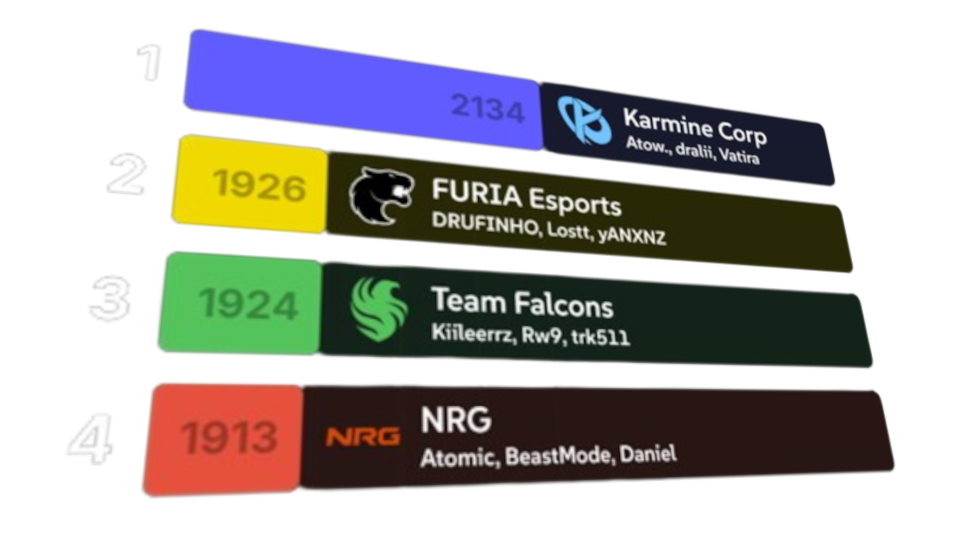 1
2134
Karmine Corp
Atow., dralii, Vatira
2
1926
FURIA Esports
DRUFINHO, Lostt, yANXNZ
3
1924
Team Falcons
Kiileerrz, Rw9, trk511
4
1913
NRG
NRG
Atomic, BeastMode, Daniel